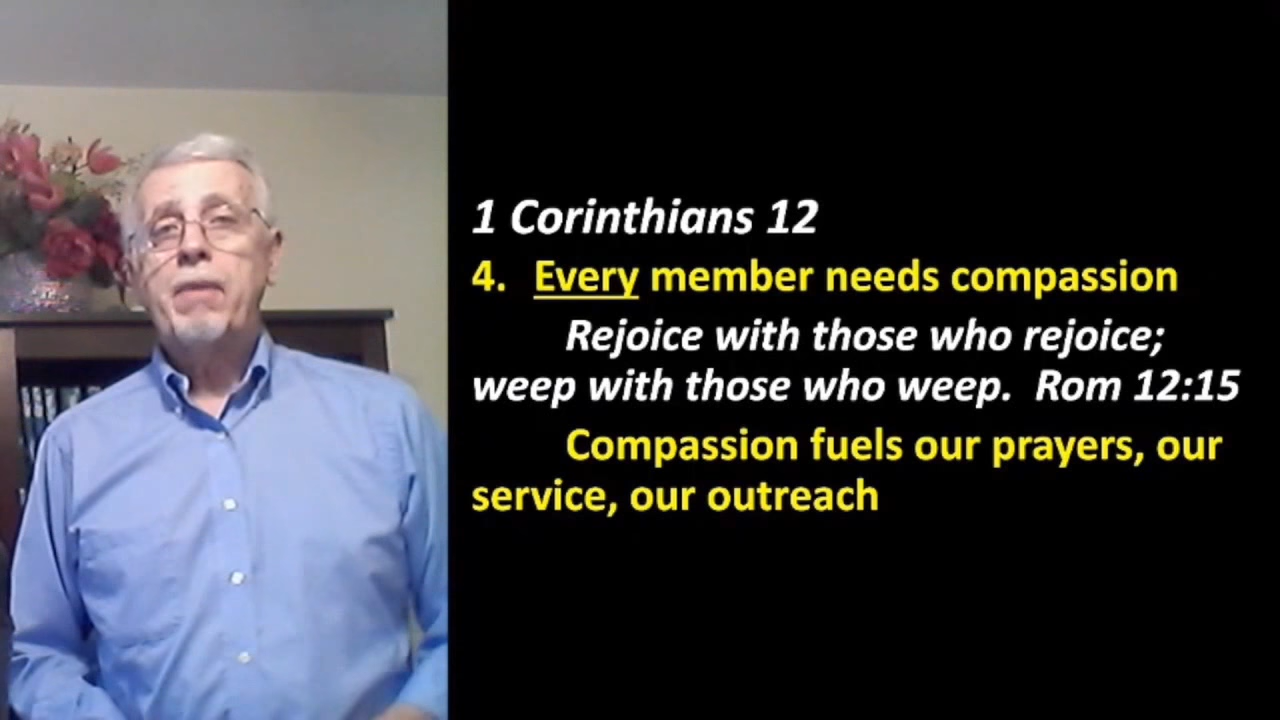 1 Corinthians 12
4. Every member needs compassion
Rejoice with those who rejoice;
weep with those who weep. Rom 12:15
Compassion fuels our prayers, our
service, our outreach